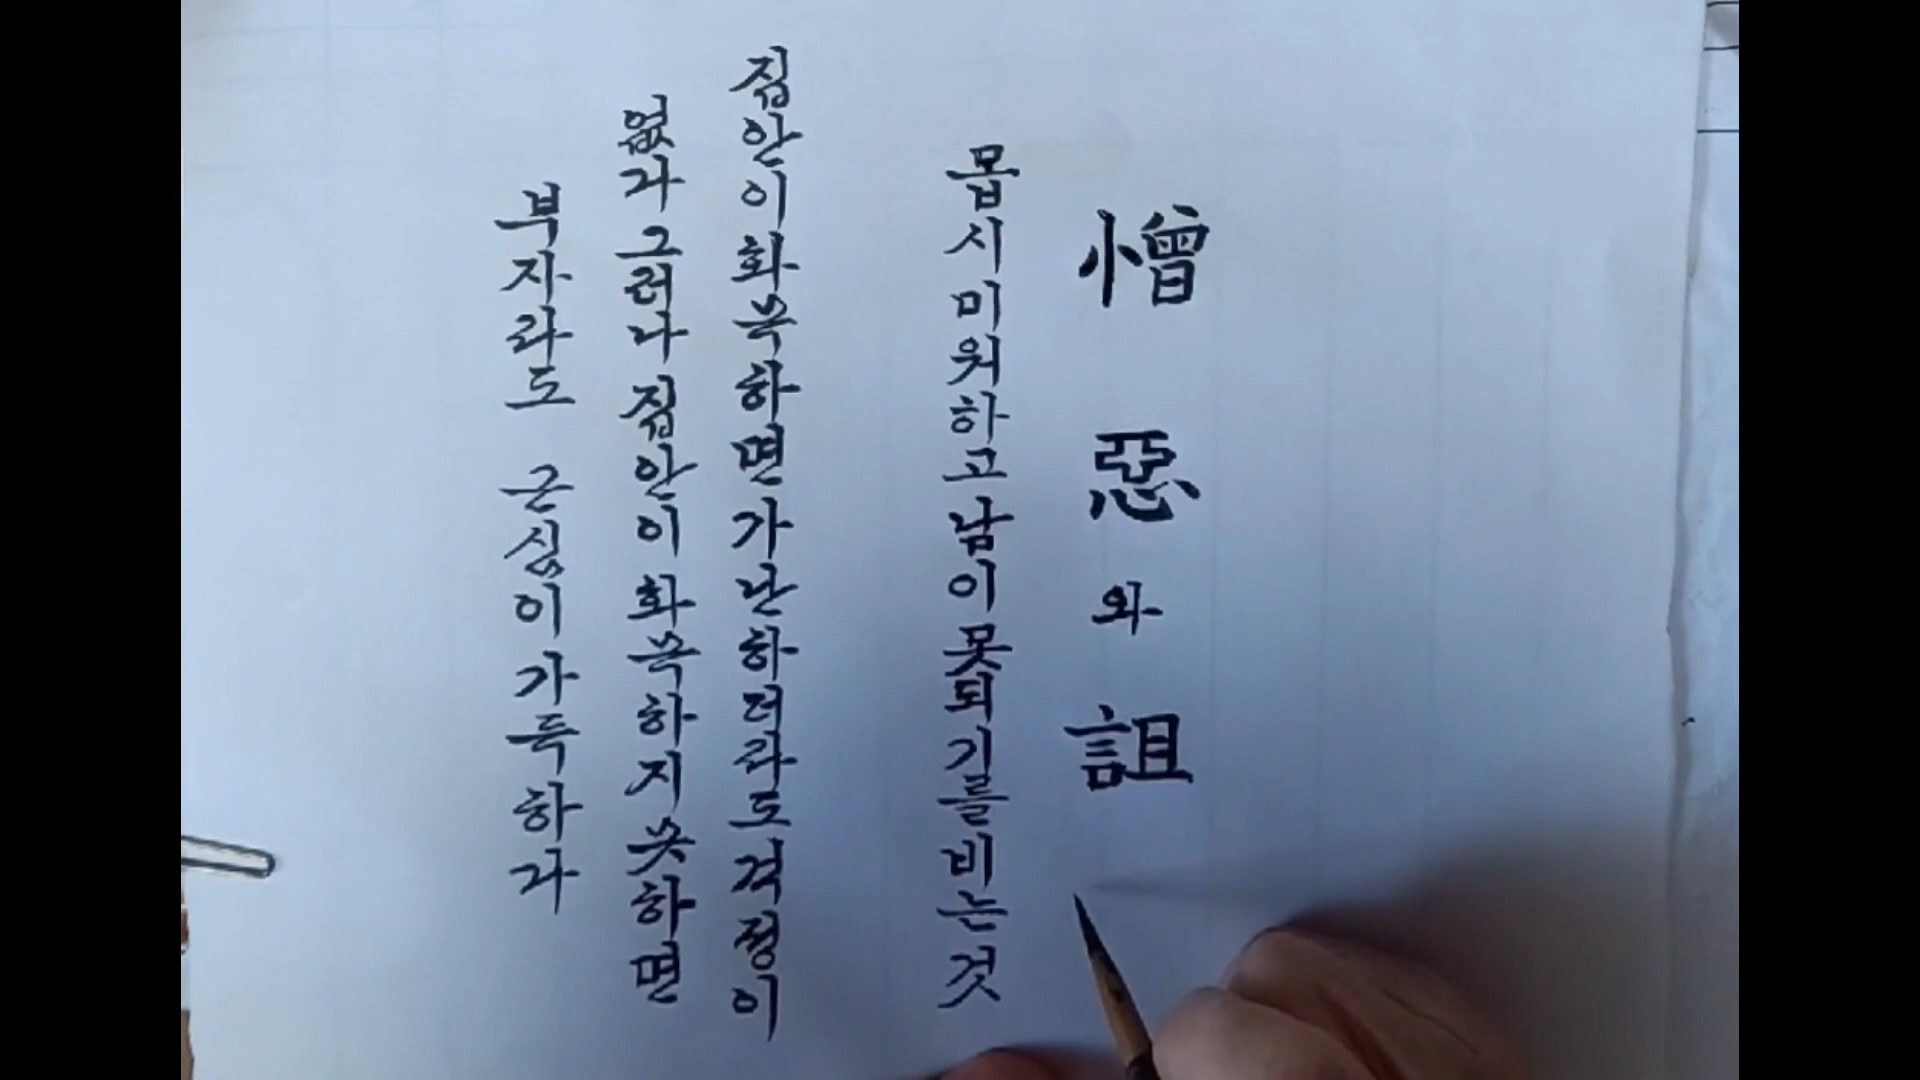 憎 惡 와 詛
몹시 미워하고 남이 못되기를 비는 것
집안이 화목하면 가난하더라도 걱정이
없다 그러나 집안이 화목하지 못하면
부자라도 근심이 가득하다